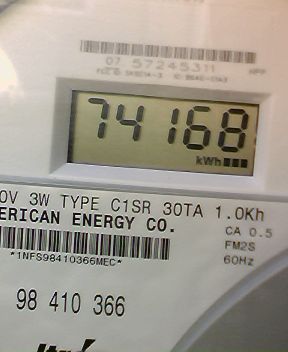 07 57245311
74168
kWh
0V 3W TYPE C1SR 30TA 1.0Kh
ERICAN ENERGY CO.
CA 0.5
FM2S
60Hz
*1NFS98410366MEC*
98 410 366